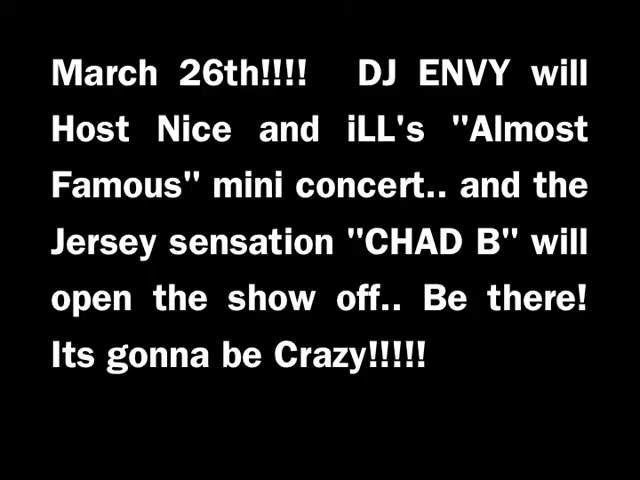 March 26th!!!! DJ ENVY will
Host Nice and iLL's "Almost
Famous" mini concert.. and the
Jersey sensation "CHAD B" will
open the show off.. Be there!
Its gonna be Crazy!!!!!